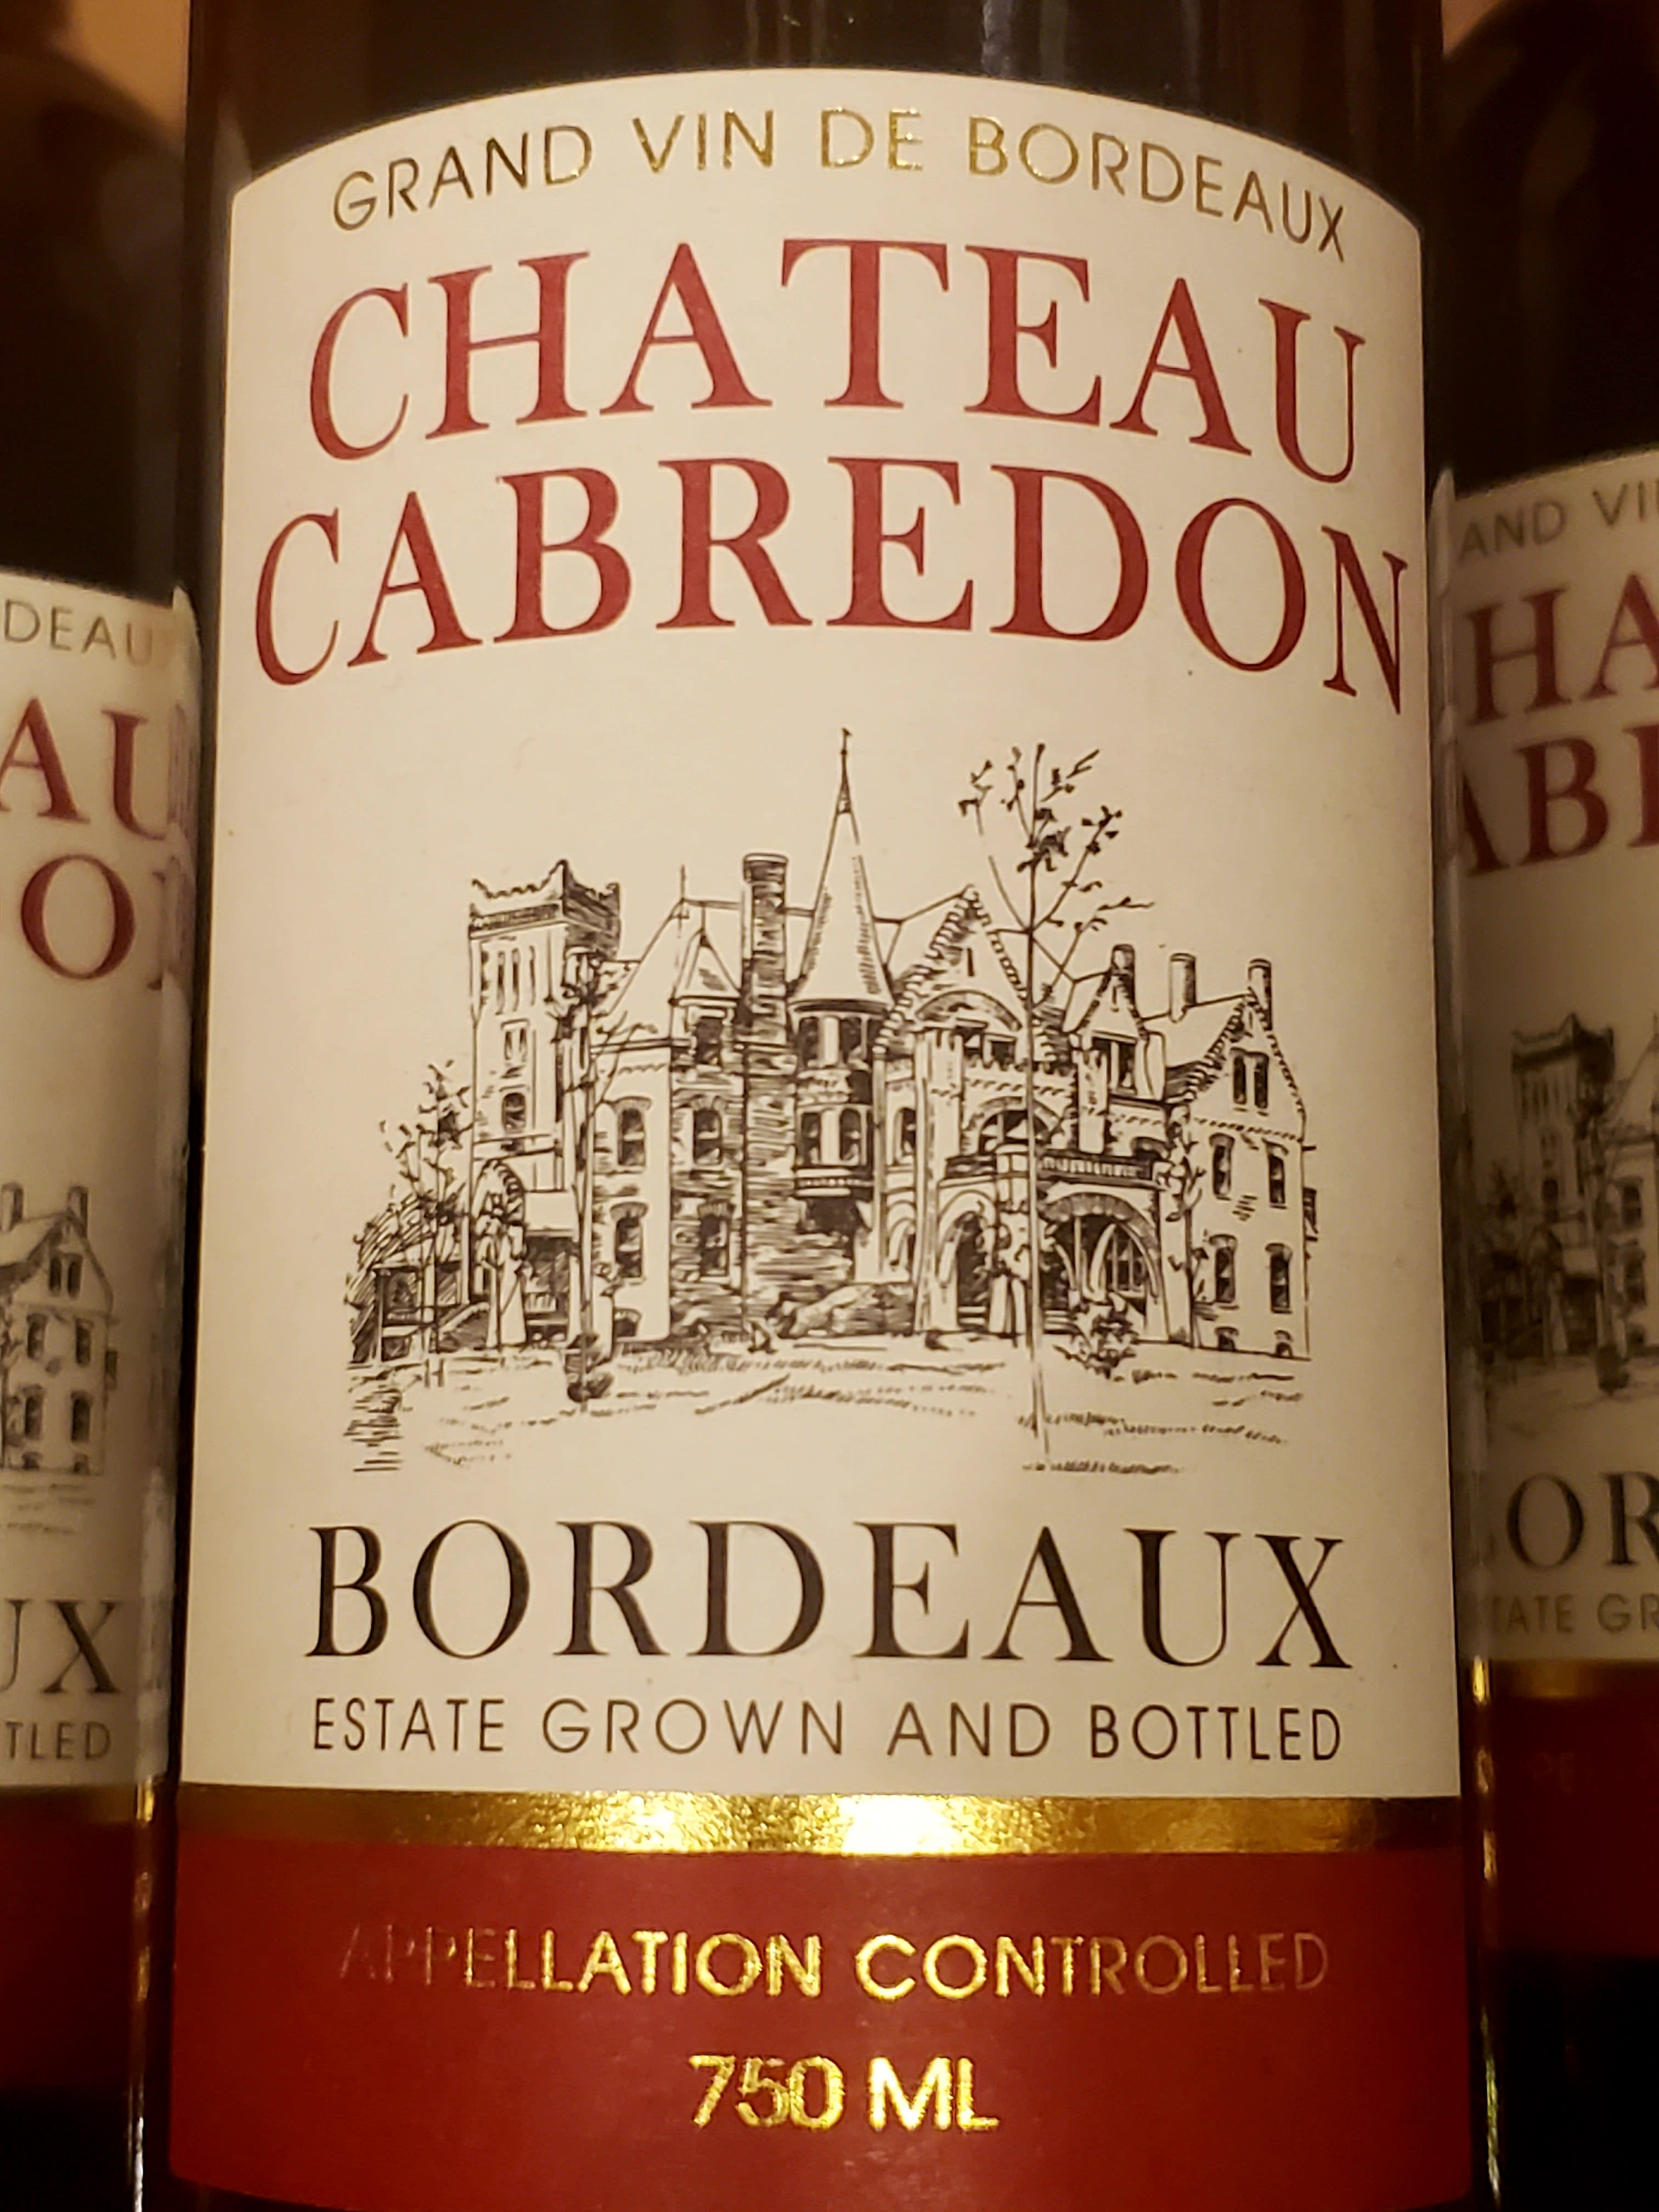 GRAND VIN DE BORDEAUX
CHATEAU
CABREDON
BORDEAUX
ESTATE GROWN AND BOTTLED
APPELLATION CONTROLLED
750 ML